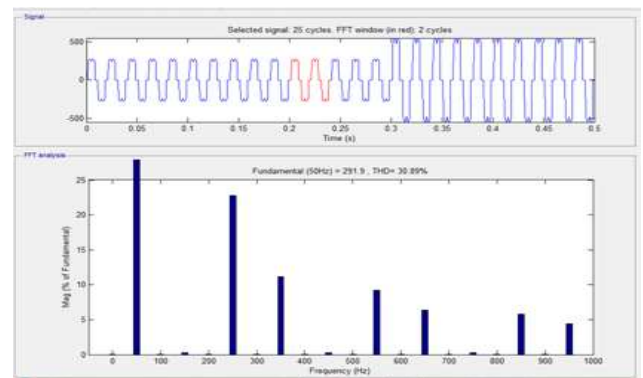 Signal
Selected signal: 25 cycles. FFT window (in red): 2 cycles
500
0
-500
0 0.05 0.1 0.15 0.2 0.25 0.3 0.35 0.4 0.45 0.5
Time (s)
FFT analysis
Fundamental (50Hz) = 291.9 , THD= 30.89%
25
20
15
10
5
0
Mag (% of Fundamental)
0 100 200 300 400 500 600 700 800 900 1000
Frequency (Hz)